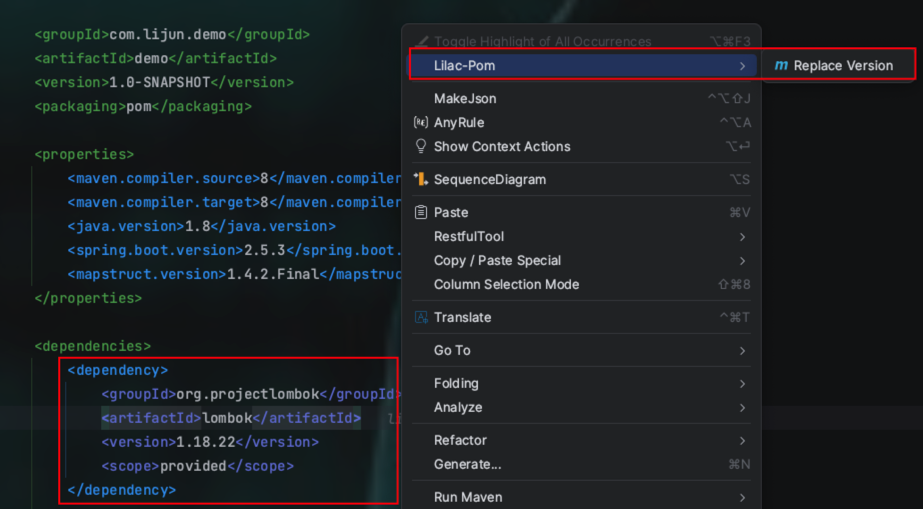 <groupId>com.lijun.demo</groupId>
<artifactId>demo</artifactId>
<version>1.0-SNAPSHOT</version>
<packaging>pom</packaging>
<properties>
<maven.compiler.source>8</maven.compiler
<maven.compiler.target>8</maven.compiler
<java.version>1.8</java.version>
<spring.boot.version>2.5.3</spring.boot.
<mapstruct.version>1.4.2.Final</mapstruc
</properties>
<dependencies>
<dependency>
<groupId>org.projectlombok</groupId>
<artifactId>lombok</artifactId>
<version>1.18.22</version>
<scope>provided</scope>
</dependency>
Toggle Highlight of All Occurrences ⌥⌘F3
Lilac-Pom
m Replace Version
MakeJson ^⌥⇧J
AnyRule ^⌥A
Show Context Actions ⌥⏎
SequenceDiagram ⌥S
Paste ⌘V
RestfulTool
Copy / Paste Special
Column Selection Mode ⇧⌘8
Translate ^⌘T
Go To
Folding
Analyze
Refactor
Generate... ⌘N
Run Maven